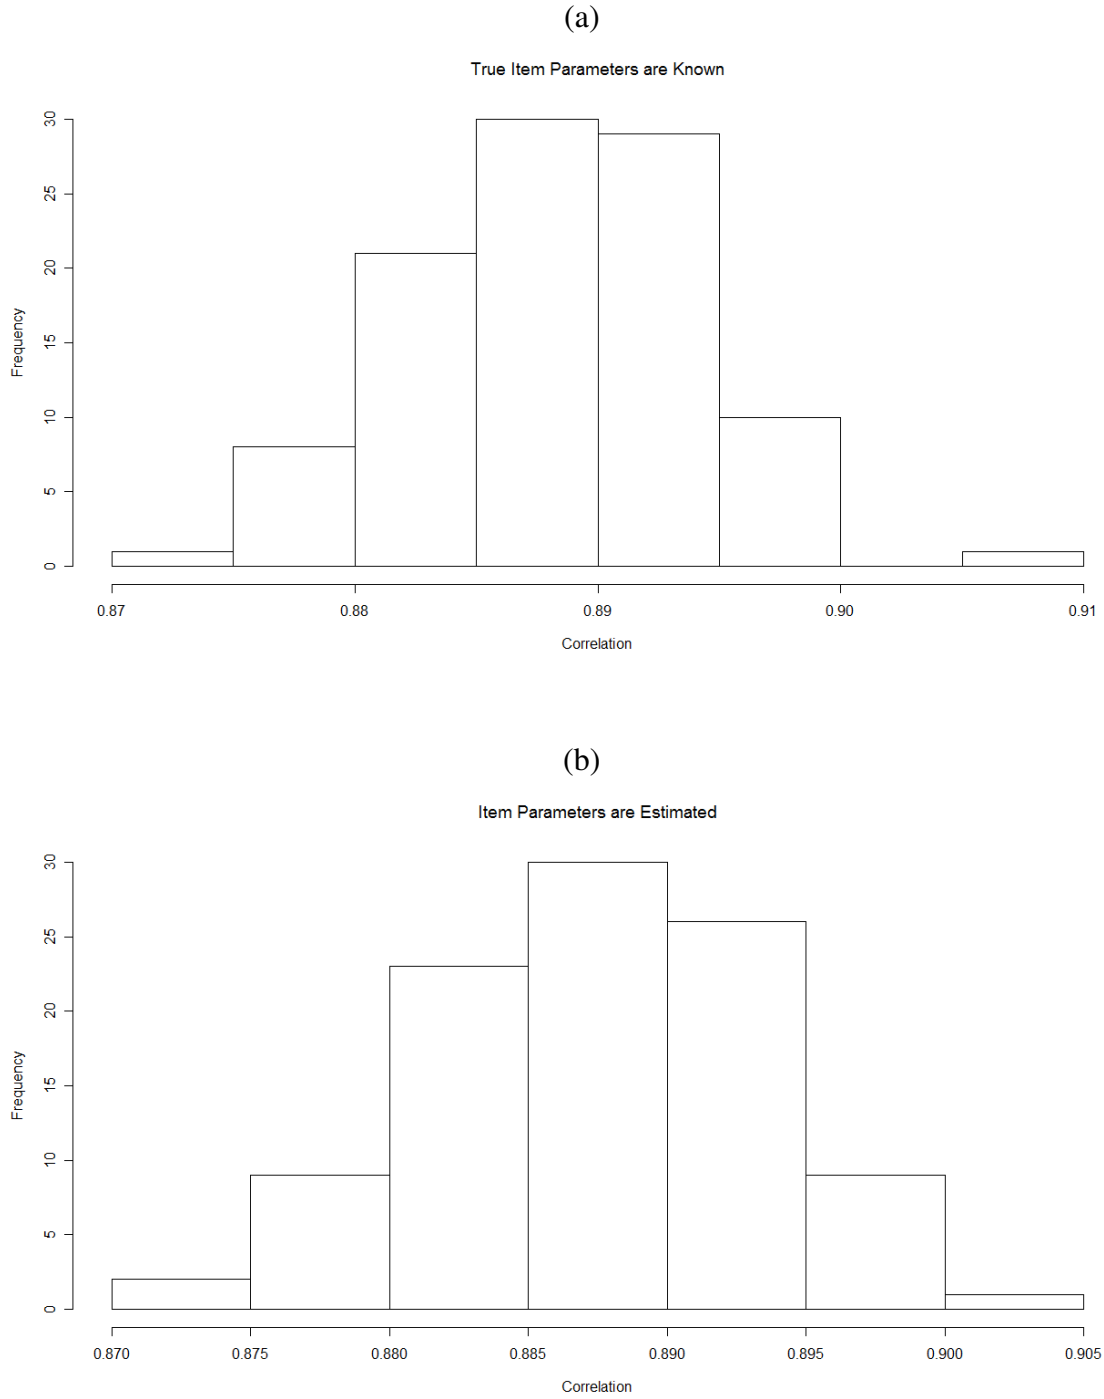 (a)
True Item Parameters are Known
30
25
20
15
10
5
0
Frequency
0.87 0.88 0.89 0.90 0.91
Correlation
(b)
Item Parameters are Estimated
30
25
20
15
10
5
0
Frequency
0.870 0.875 0.880 0.885 0.890 0.895 0.900 0.905
Correlation